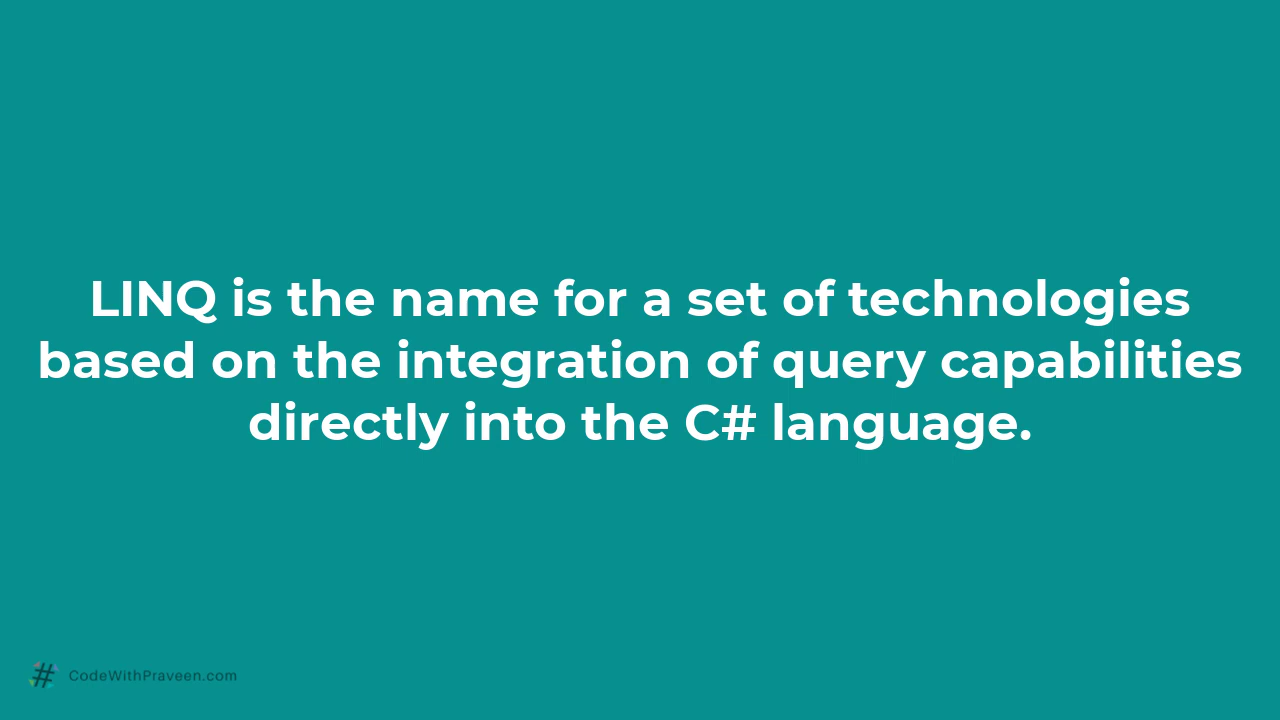 LINQ is the name for a set of technologies
based on the integration of query capabilities
directly into the C# language.
# CodeWithPraveen.com